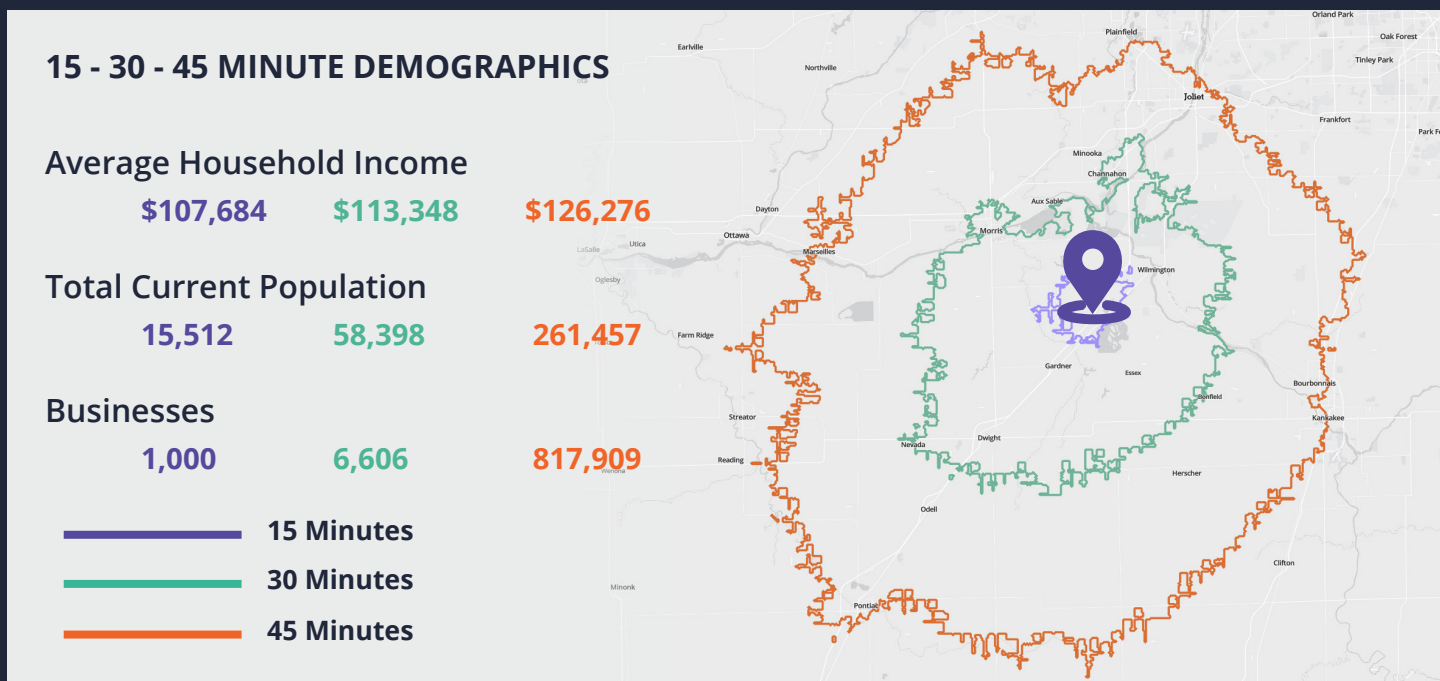 15 - 30 - 45 MINUTE DEMOGRAPHICS
Average Household Income
$107,684 $113,348 $126,276
Total Current Population
15,512 58,398 261,457
Businesses
1,000 6,606 817,909
15 Minutes
30 Minutes
45 Minutes
Orland Park
Plainfield
Oak Forest
Earlville
Tinley Park
Northville
Joliet
Frankfort
Park Fo
Minooka
Channahon
Aux Sable
Dayton
Morris
Ottawa
Utica
LaSalle
Marseilles
Wilmington
Oglesby
Farm Ridge
Gardner
Essex
Bourbonnais
Bonfield
Streator
Kankakee
Dwight
Nevada
Reading
Wenona
Herscher
Odell
Clifton
Minonk
Pontiac